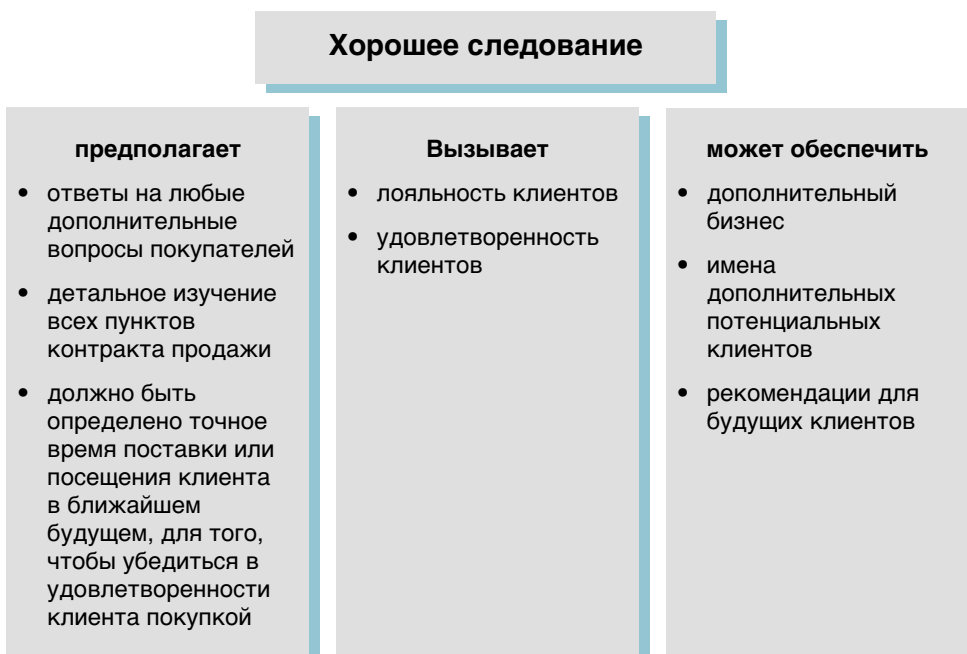 Хорошее следование
предполагает
• ответы на любые
дополнительные
вопросы покупателей
• детальное изучение
всех пунктов
контракта продажи
• должно быть
определено точное
время поставки или
посещения клиента
в ближайшем
будущем, для того,
чтобы убедиться в
удовлетворенности
клиента покупкой
Вызывает
• лояльность клиентов
• удовлетворенность
клиентов
может обеспечить
• дополнительный
бизнес
• имена
дополнительных
потенциальных
клиентов
• рекомендации для
будущих клиентов